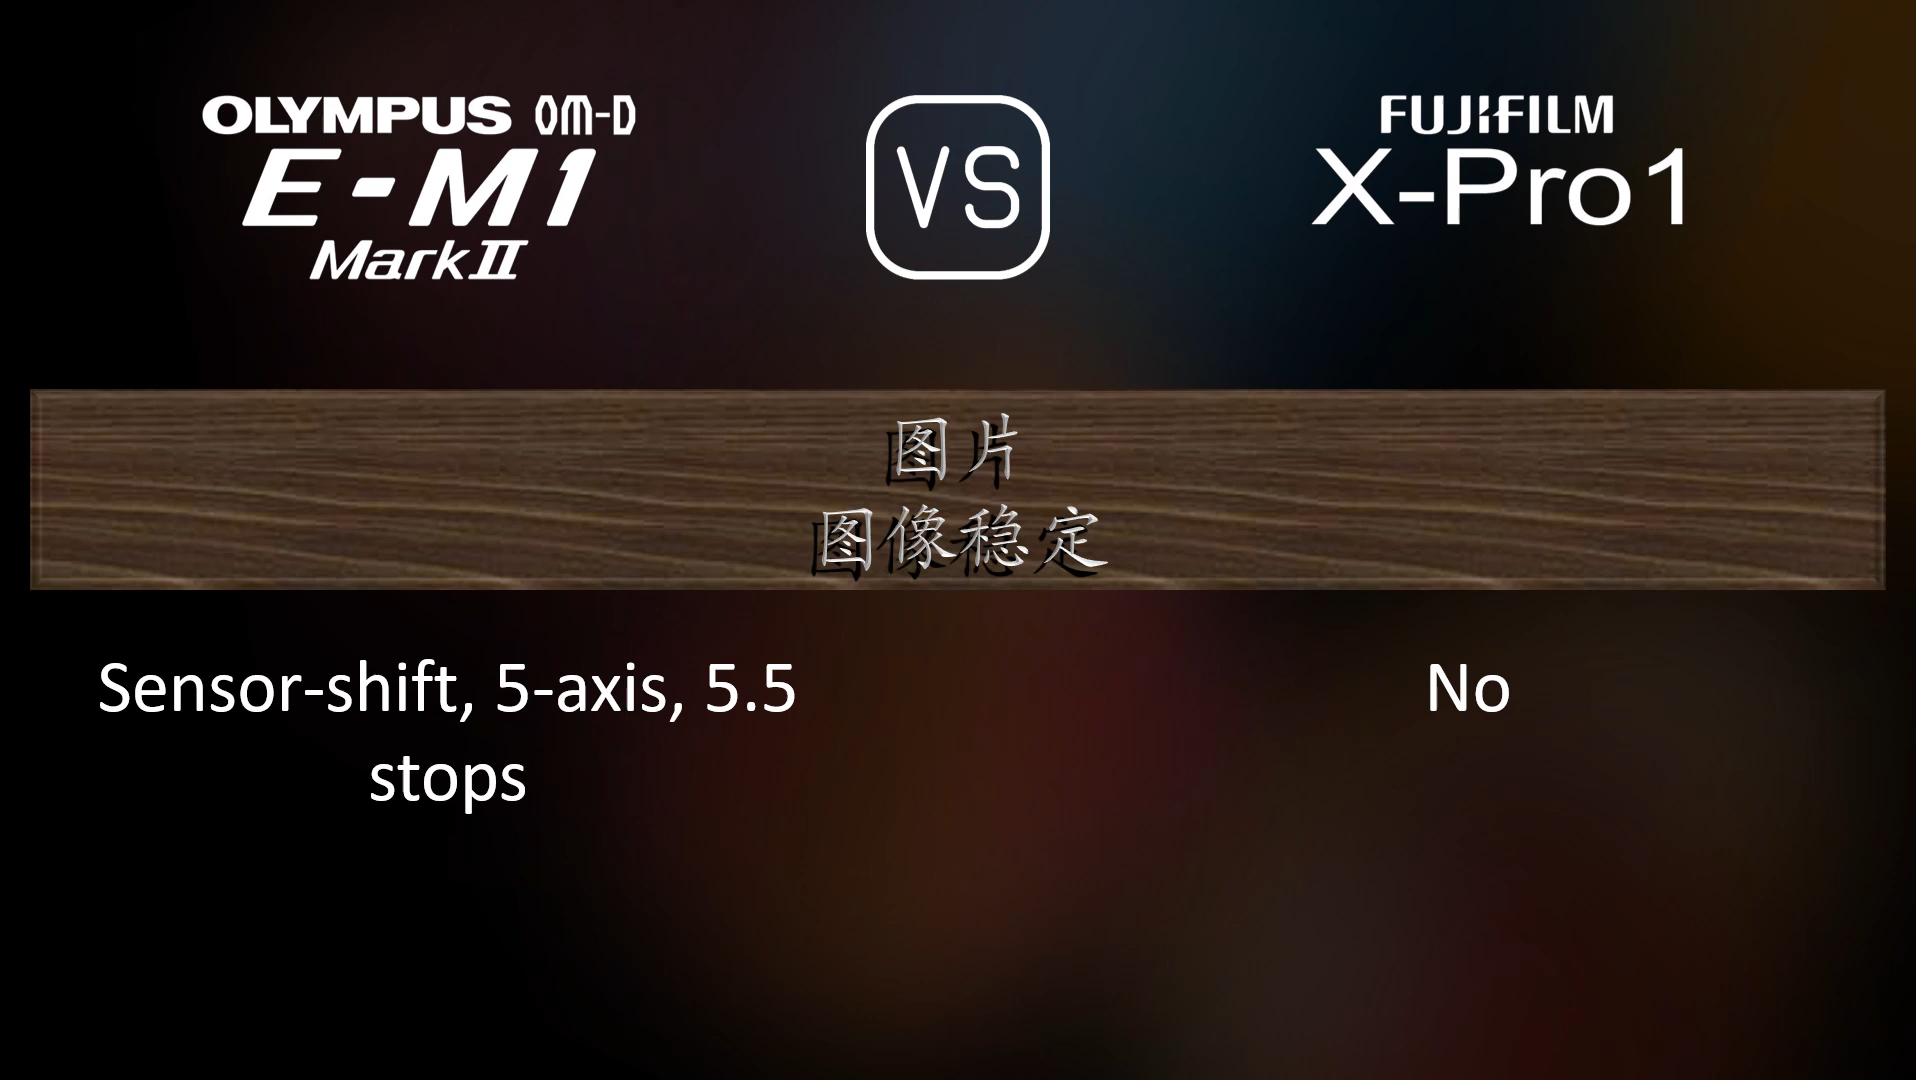 OLYMPUS OM-D
E-M1
Mark II
VS
FUJIFILM
X-Pro1
图片
图像稳定
Sensor-shift, 5-axis, 5.5
stops
No